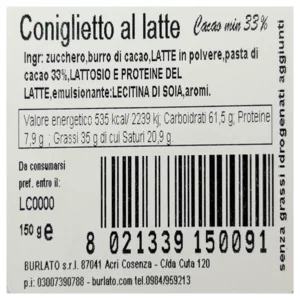 Coniglietto al latte Cacao min 33%
Ingr: zucchero,burro di cacao,LATTE in polvere,pasta di
cacao 33%,LATTOSIO E PROTEINE DEL
LATTE,emulsionante:LECITINA DI SOIA,aromi.
Valore energetico 535 kcal/ 2239 kj; Carboidrati 61,5 g; Proteine
7,9 g ; Grassi 35 g di cui Saturi 20,9 g.
Da consumarsi
pref. entro il:
LC0000
150 g e
8 021339 150091
BURLATO s.r.l. 87041 Acri Cosenza - C/da Cuta 120
p.i: 03007390788 - burlato.com tel.0984/959213
senza grassi idrogenati aggiunti